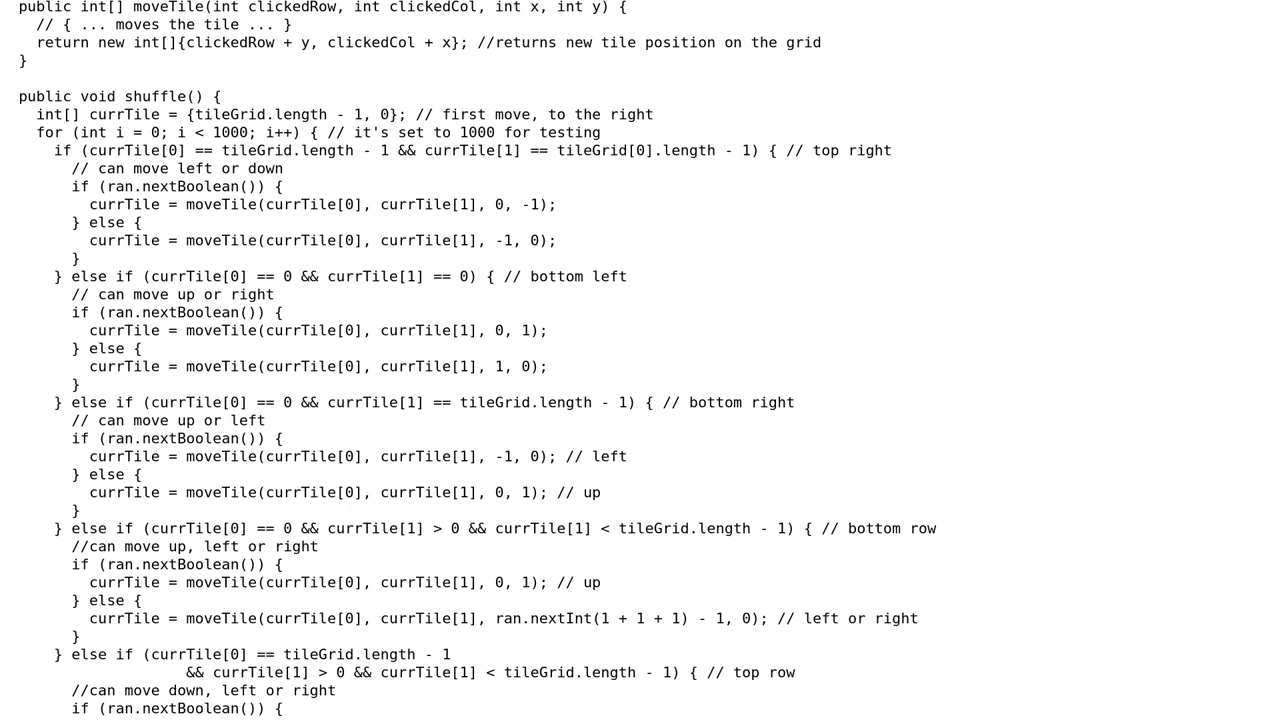 public int[] moveTile(int clickedRow, int clickedCol, int x, int y) {
// { ... moves the tile ... }
return new int[]{clickedRow + y, clickedCol + x}; //returns new tile position on the grid
}
public void shuffle() {
int[] currTile = {tileGrid.length - 1, 0}; // first move, to the right
for (int i = 0; i < 1000; i++) { // it's set to 1000 for testing
if (currTile[0] == tileGrid.length - 1 && currTile[1] == tileGrid[0].length - 1) { // top right
// can move left or down
if (ran.nextBoolean()) {
currTile = moveTile(currTile[0], currTile[1], 0, -1);
} else {
currTile = moveTile(currTile[0], currTile[1], -1, 0);
}
} else if (currTile[0] == 0 && currTile[1] == 0) { // bottom left
// can move up or right
if (ran.nextBoolean()) {
currTile = moveTile(currTile[0], currTile[1], 0, 1);
} else {
currTile = moveTile(currTile[0], currTile[1], 1, 0);
}
} else if (currTile[0] == 0 && currTile[1] == tileGrid.length - 1) { // bottom right
// can move up or left
if (ran.nextBoolean()) {
currTile = moveTile(currTile[0], currTile[1], -1, 0); // left
} else {
currTile = moveTile(currTile[0], currTile[1], 0, 1); // up
}
} else if (currTile[0] == 0 && currTile[1] > 0 && currTile[1] < tileGrid.length - 1) { // bottom row
//can move up, left or right
if (ran.nextBoolean()) {
currTile = moveTile(currTile[0], currTile[1], 0, 1); // up
} else {
currTile = moveTile(currTile[0], currTile[1], ran.nextInt(1 + 1 + 1) - 1, 0); // left or right
}
} else if (currTile[0] == tileGrid.length - 1
&& currTile[1] > 0 && currTile[1] < tileGrid.length - 1) { // top row
//can move down, left or right
if (ran.nextBoolean()) {